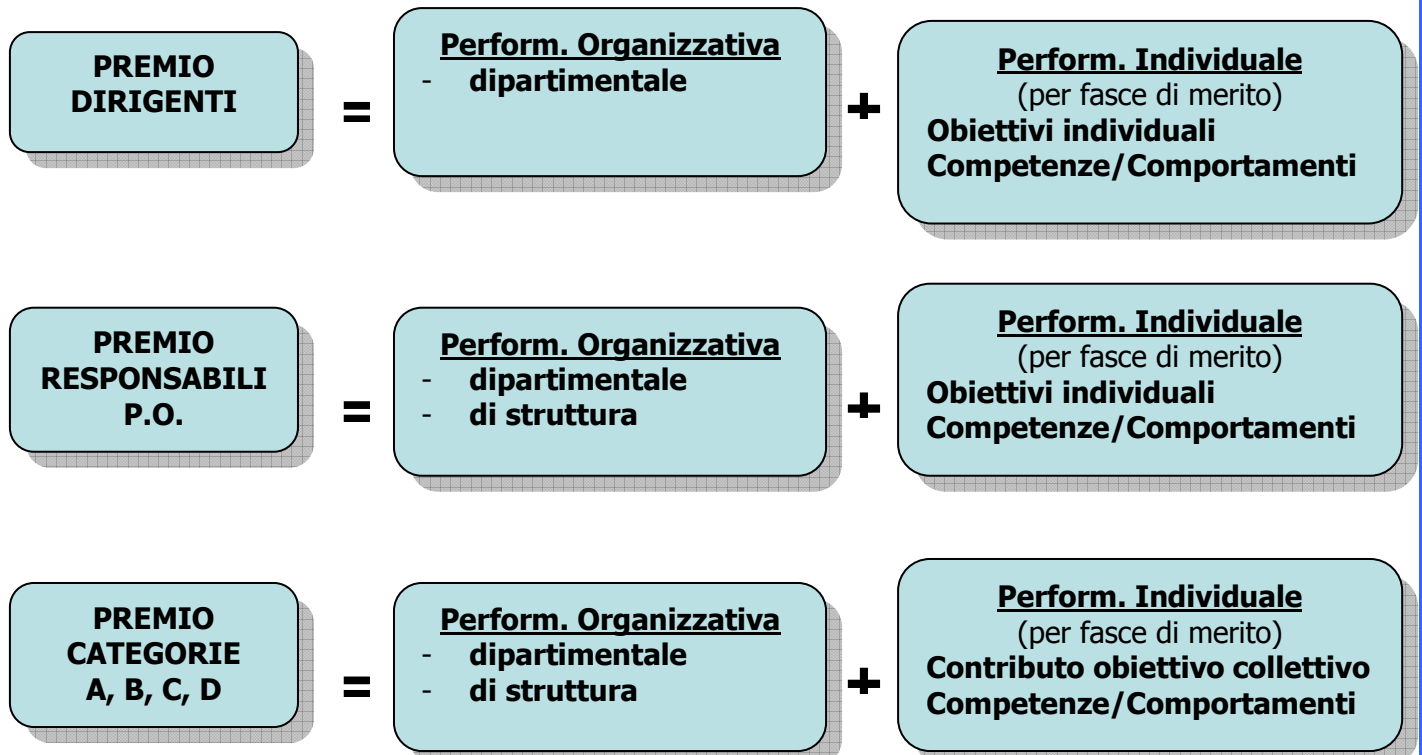 PREMIO
DIRIGENTI
=
Perform. Organizzativa
- dipartimentale
+
Perform. Individuale
(per fasce di merito)
Obiettivi individuali
Competenze/Comportamenti
PREMIO
RESPONSABILI
P.O.
=
Perform. Organizzativa
- dipartimentale
- di struttura
+
Perform. Individuale
(per fasce di merito)
Obiettivi individuali
Competenze/Comportamenti
PREMIO
CATEGORIE
A, B, C, D
=
Perform. Organizzativa
- dipartimentale
- di struttura
+
Perform. Individuale
(per fasce di merito)
Contributo obiettivo collettivo
Competenze/Comportamenti